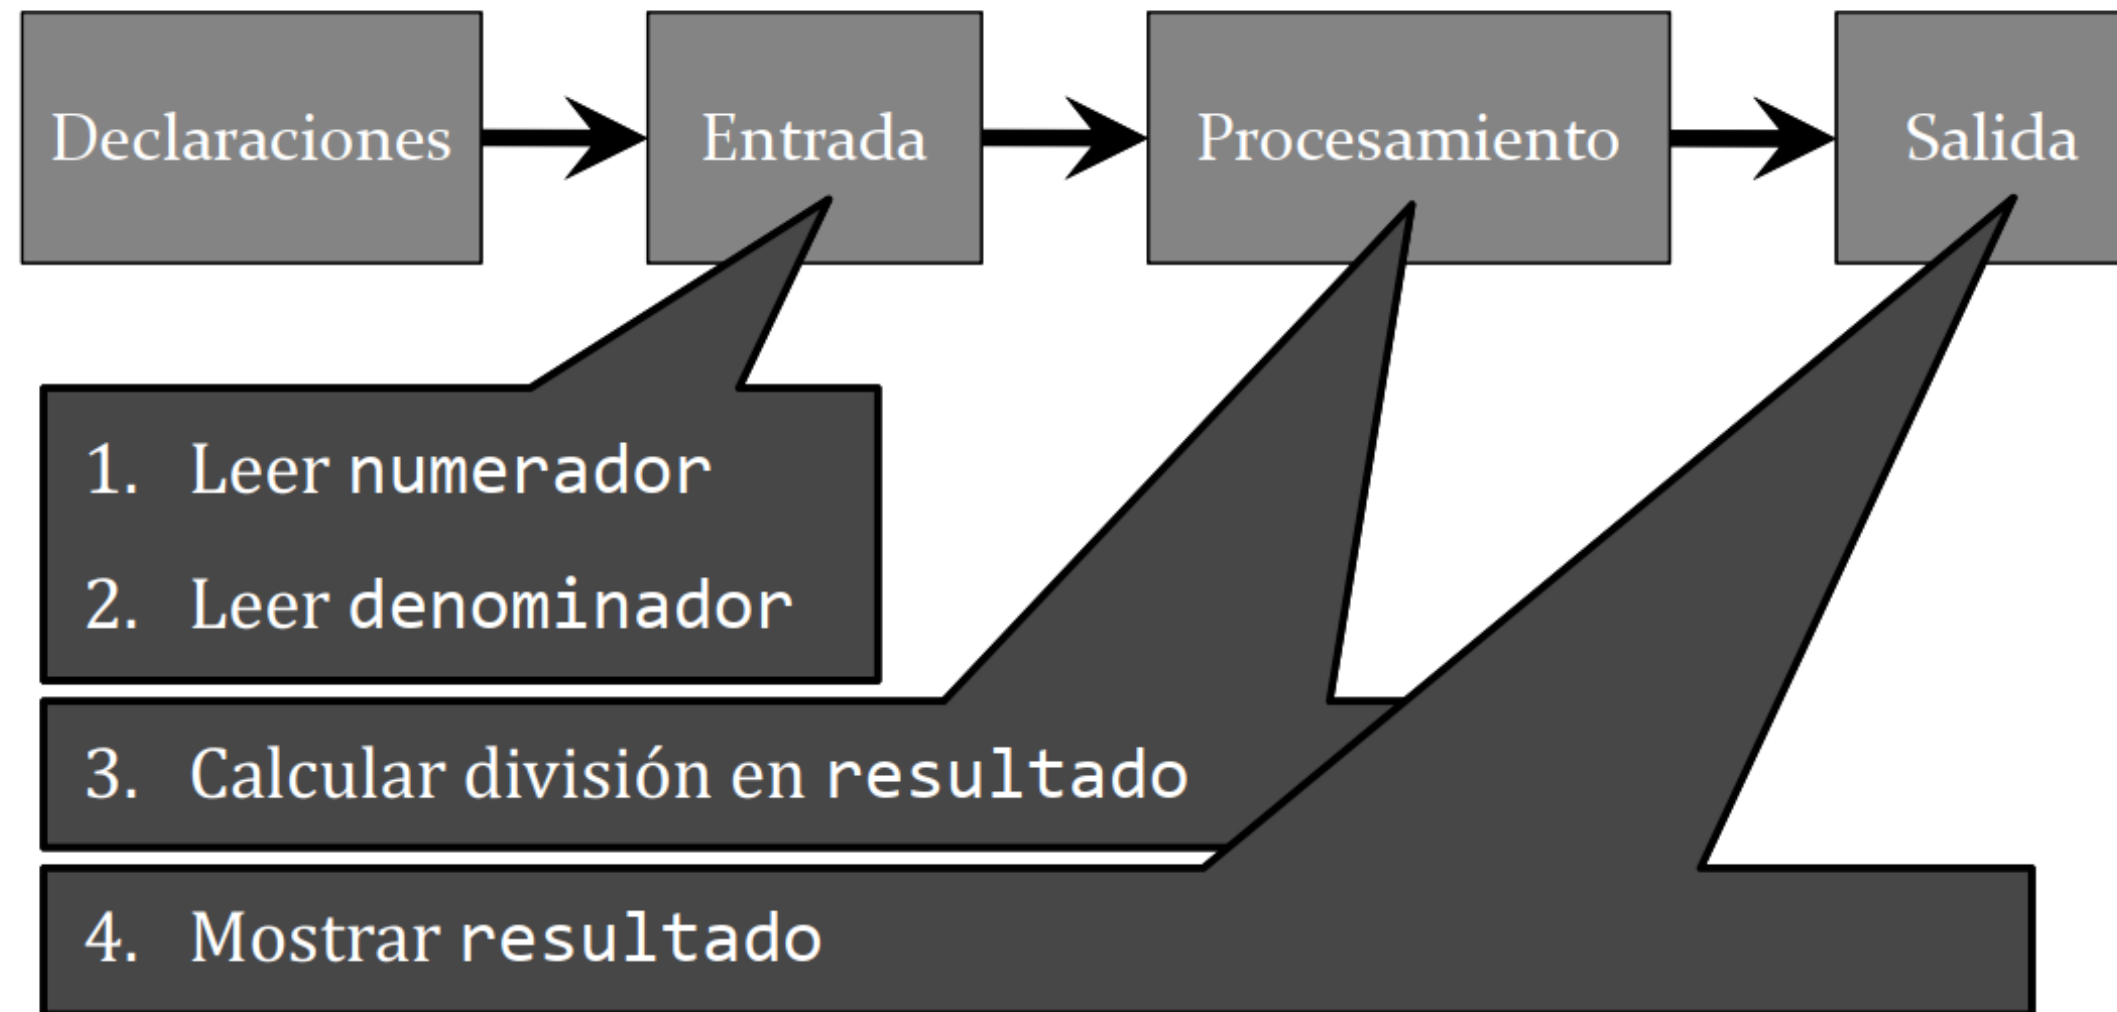 Declaraciones
Entrada
Procesamiento
Salida
1. Leer numerador
2. Leer denominador
3. Calcular división en resultado
4. Mostrar resultado